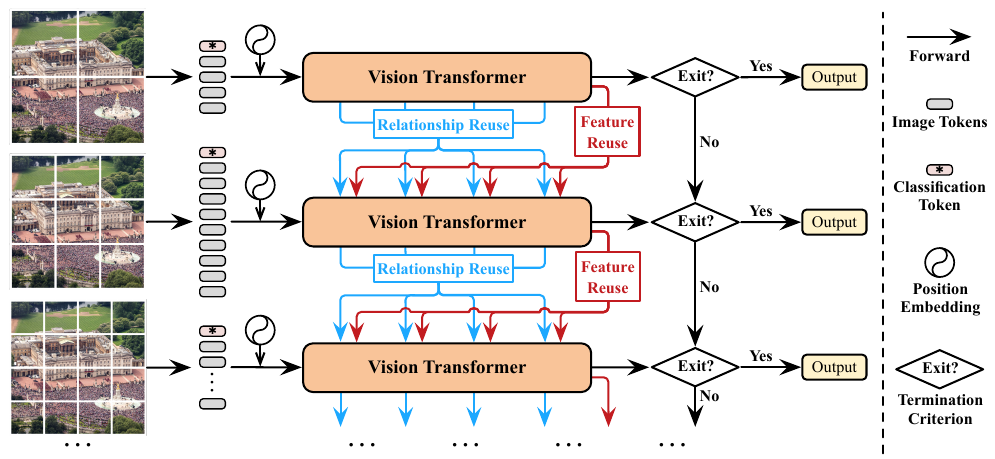 *
Vision Transformer
Exit?
Yes
Output
Relationship Reuse
Feature
Reuse
No
*
Vision Transformer
Exit?
Yes
Output
Relationship Reuse
Feature
Reuse
No
*
Vision Transformer
Exit?
Yes
Output
No
...
...
...
...
...
Forward
Image Tokens
*
Classification
Token
Position
Embedding
Exit?
Termination
Criterion